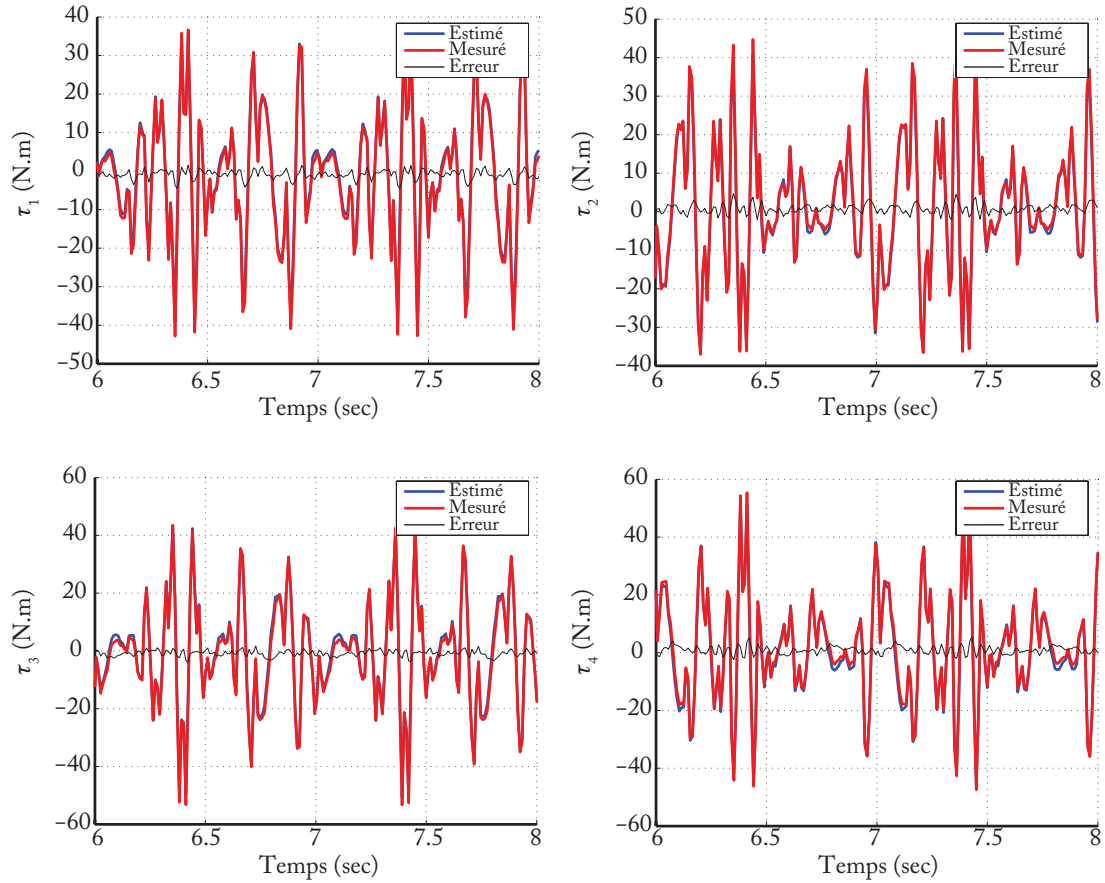 40
30
20
10
0
−10
−20
−30
−40
−50
τ1 (N.m)
6
6.5
7
7.5
8
Temps (sec)
Estimé
Mesuré
Erreur
50
40
30
20
10
0
−10
−20
−30
−40
τ2 (N.m)
6
6.5
7
7.5
8
Temps (sec)
Estimé
Mesuré
Erreur
60
40
20
0
−20
−40
−60
τ3 (N.m)
6
6.5
7
7.5
8
Temps (sec)
Estimé
Mesuré
Erreur
60
40
20
0
−20
−40
−60
τ4 (N.m)
6
6.5
7
7.5
8
Temps (sec)
Estimé
Mesuré
Erreur